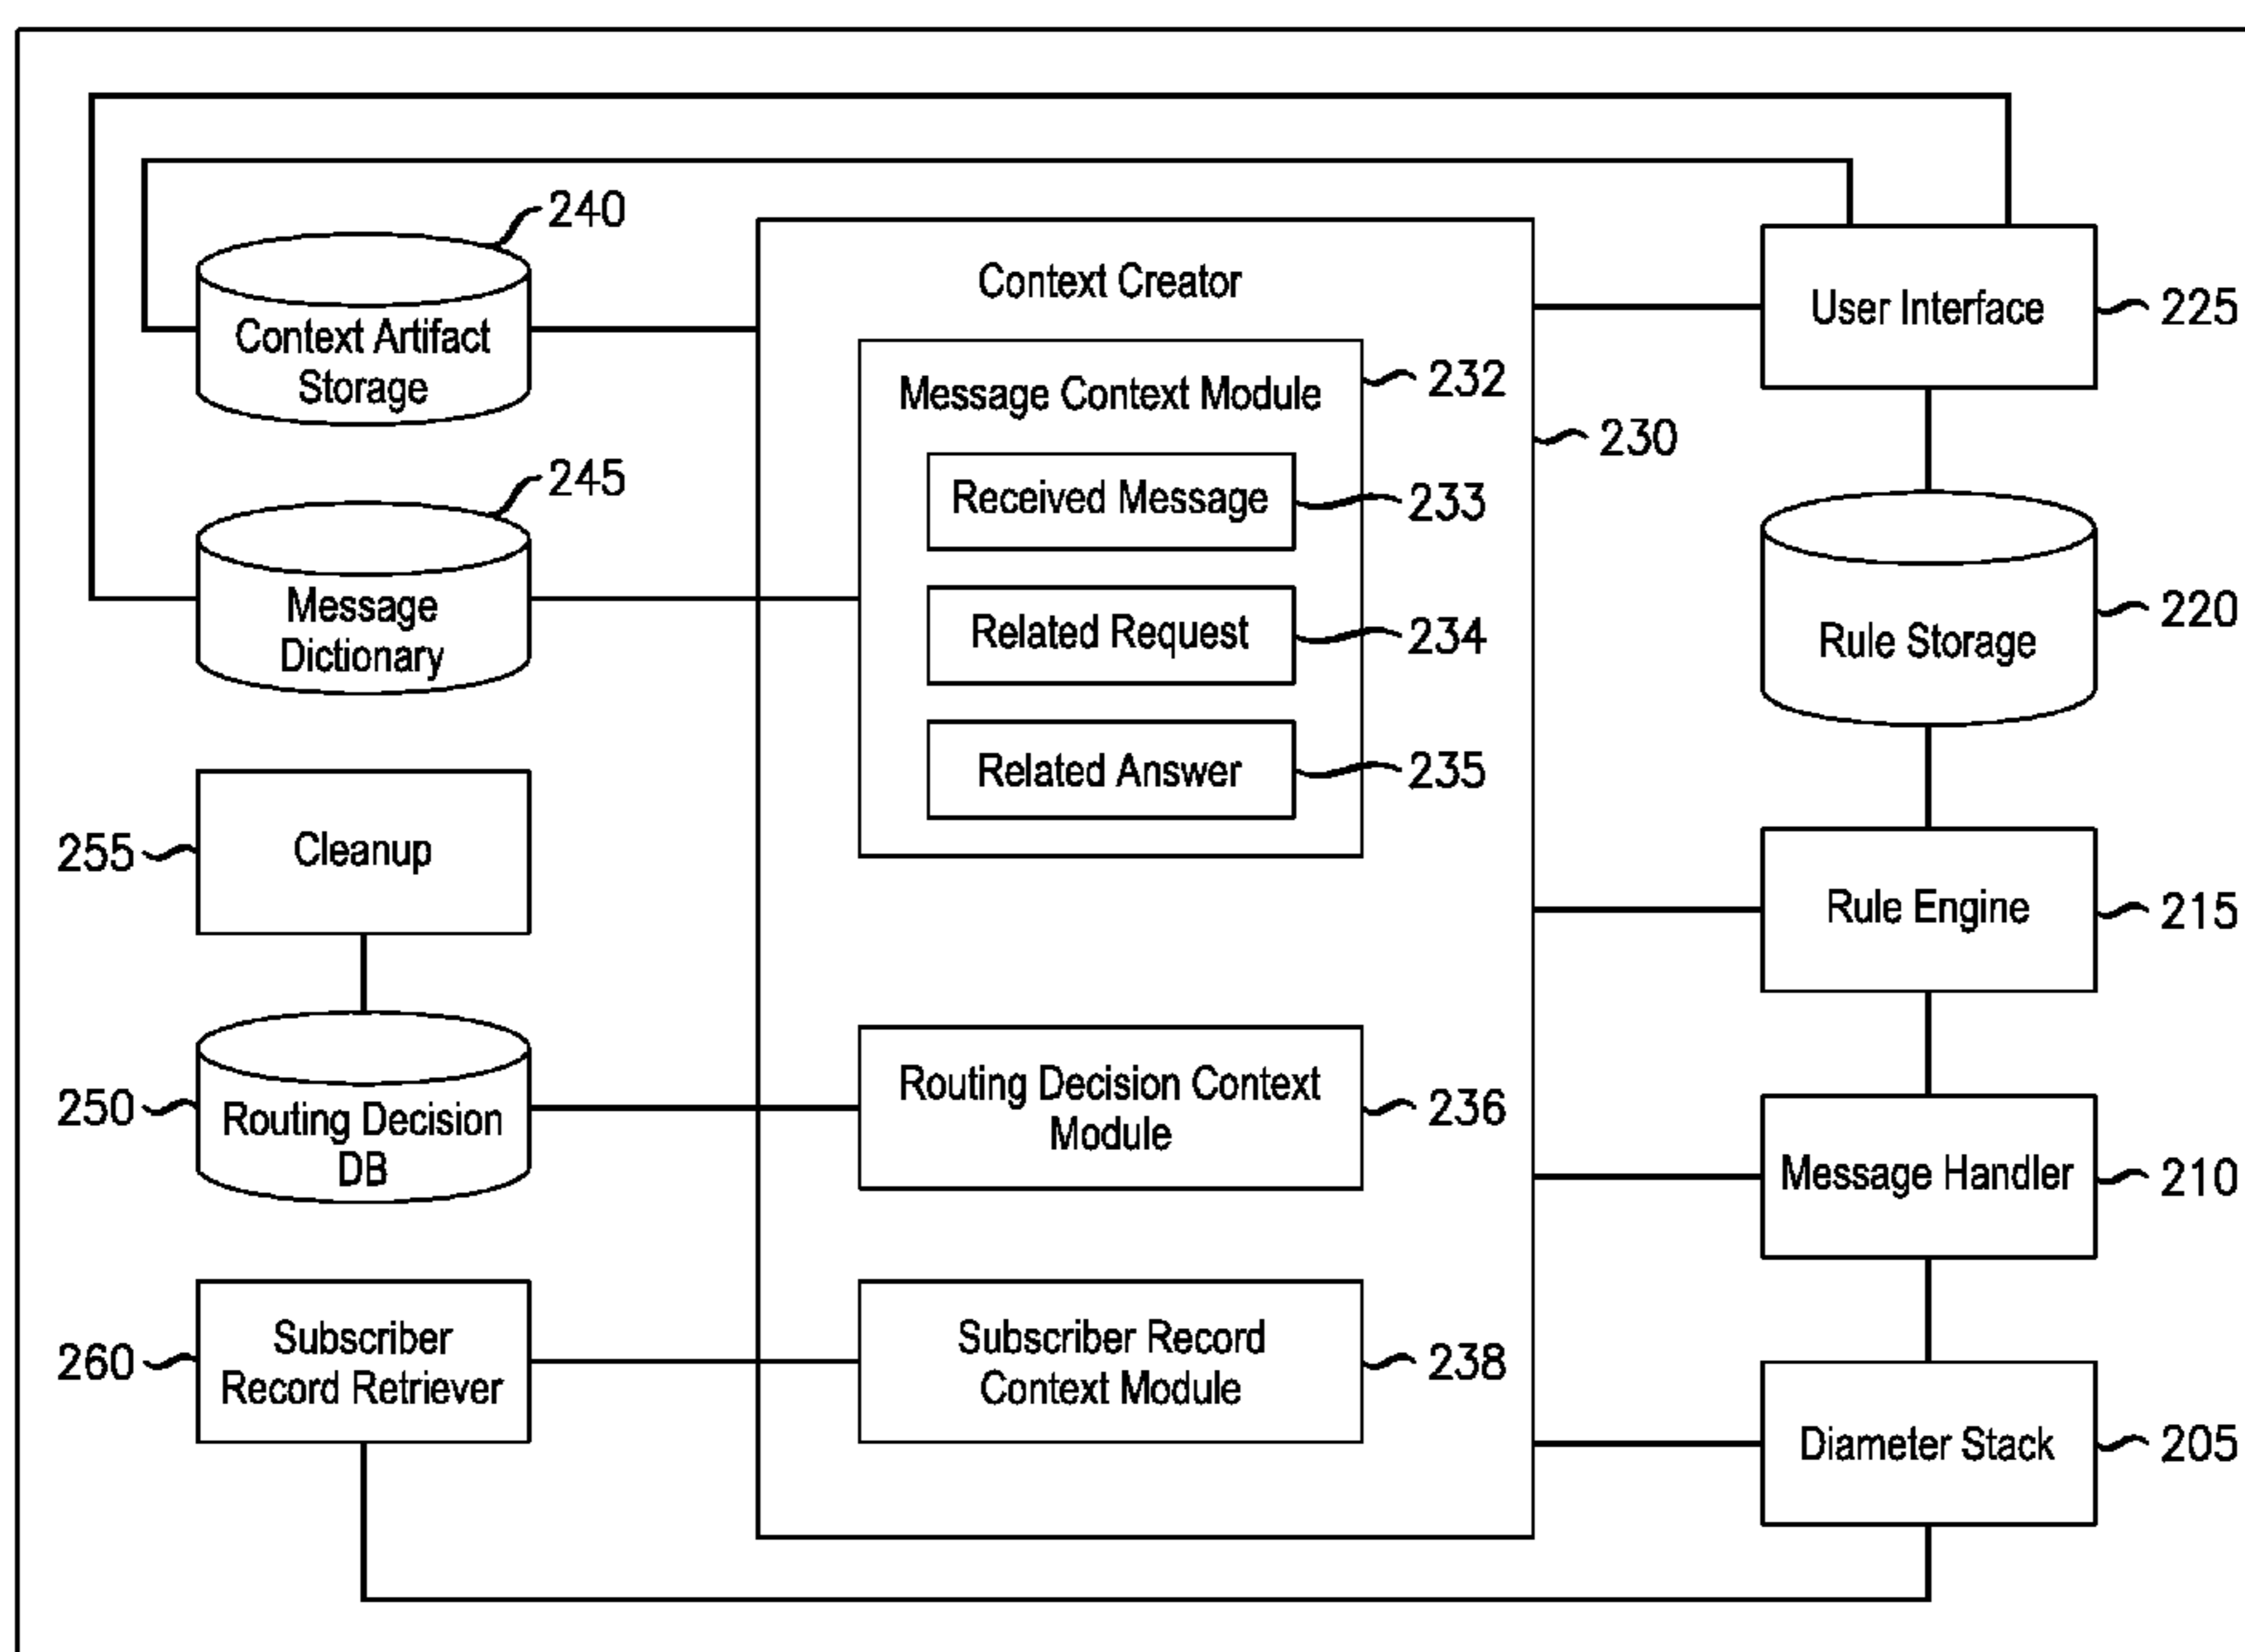 240
Context Artifact
Storage
245
Message
Dictionary
255
Cleanup
250
Routing Decision
DB
260
Subscriber
Record Retriever
Context Creator
230
Message Context Module
232
Received Message
233
Related Request
234
Related Answer
235
Routing Decision Context
Module
236
Subscriber Record
Context Module
238
User Interface
225
Rule Storage
220
Rule Engine
215
Message Handler
210
Diameter Stack
205